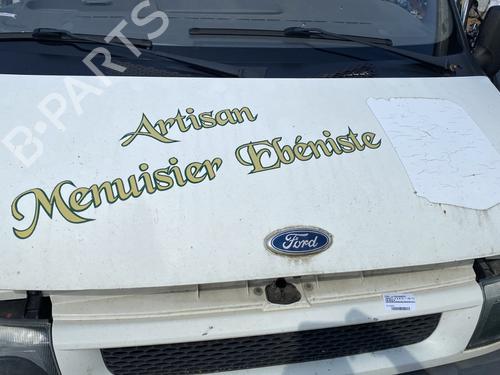 B-PARTS
Artisan
Menuisier Ebéniste
Ford